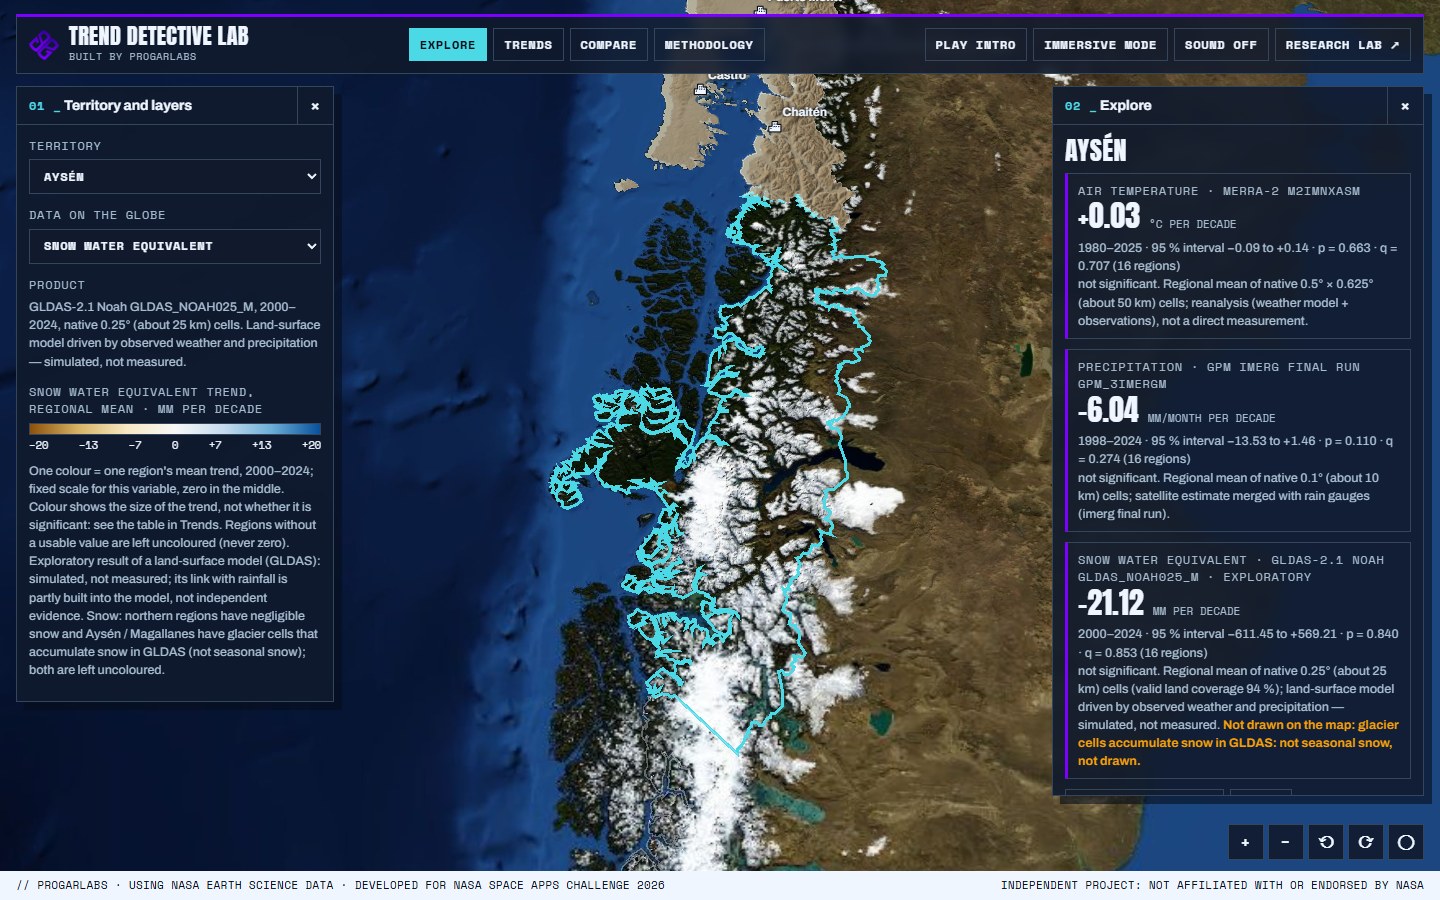 TREND DETECTIVE LAB
BUILT BY PROGARLABS
EXPLORE
TRENDS
COMPARE
METHODOLOGY
PLAY INTRO
IMMERSIVE MODE
SOUND OFF
RESEARCH LAB ↗
Castro
Chaitén
01 _ Territory and layers ×
TERRITORY
AYSÉN
DATA ON THE GLOBE
SNOW WATER EQUIVALENT
PRODUCT
GLDAS-2.1 Noah GLDAS_NOAH025_M, 2000–
2024, native 0.25° (about 25 km) cells. Land-surface
model driven by observed weather and precipitation
— simulated, not measured.
SNOW WATER EQUIVALENT TREND,
REGIONAL MEAN · MM PER DECADE
−20 −13 −7 0 +7 +13 +20
One colour = one region's mean trend, 2000–2024;
fixed scale for this variable, zero in the middle.
Colour shows the size of the trend, not whether it is
significant: see the table in Trends. Regions without
a usable value are left uncoloured (never zero).
Exploratory result of a land-surface model (GLDAS):
simulated, not measured; its link with rainfall is
partly built into the model, not independent
evidence. Snow: northern regions have negligible
snow and Aysén / Magallanes have glacier cells that
accumulate snow in GLDAS (not seasonal snow);
both are left uncoloured.
02 _ Explore ×
AYSÉN
AIR TEMPERATURE · MERRA-2 M2IMNXASM
+0.03 °C PER DECADE
1980–2025 · 95 % interval −0.09 to +0.14 · p = 0.663 · q =
0.707 (16 regions)
not significant. Regional mean of native 0.5° × 0.625°
(about 50 km) cells; reanalysis (weather model +
observations), not a direct measurement.
PRECIPITATION · GPM IMERG FINAL RUN
GPM_3IMERGM
−6.04 MM/MONTH PER DECADE
1998–2024 · 95 % interval −13.53 to +1.46 · p = 0.110 · q
= 0.274 (16 regions)
not significant. Regional mean of native 0.1° (about 10
km) cells; satellite estimate merged with rain gauges
(imerg final run).
SNOW WATER EQUIVALENT · GLDAS-2.1 NOAH
GLDAS_NOAH025_M · EXPLORATORY
−21.12 MM PER DECADE
2000–2024 · 95 % interval −611.45 to +569.21 · p = 0.840
· q = 0.853 (16 regions)
not significant. Regional mean of native 0.25° (about 25
km) cells (valid land coverage 94 %); land-surface model
driven by observed weather and precipitation —
simulated, not measured. Not drawn on the map: glacier
cells accumulate snow in GLDAS: not seasonal snow,
not drawn.
+ −
// PROGARLABS · USING NASA EARTH SCIENCE DATA · DEVELOPED FOR NASA SPACE APPS CHALLENGE 2026
INDEPENDENT PROJECT: NOT AFFILIATED WITH OR ENDORSED BY NASA